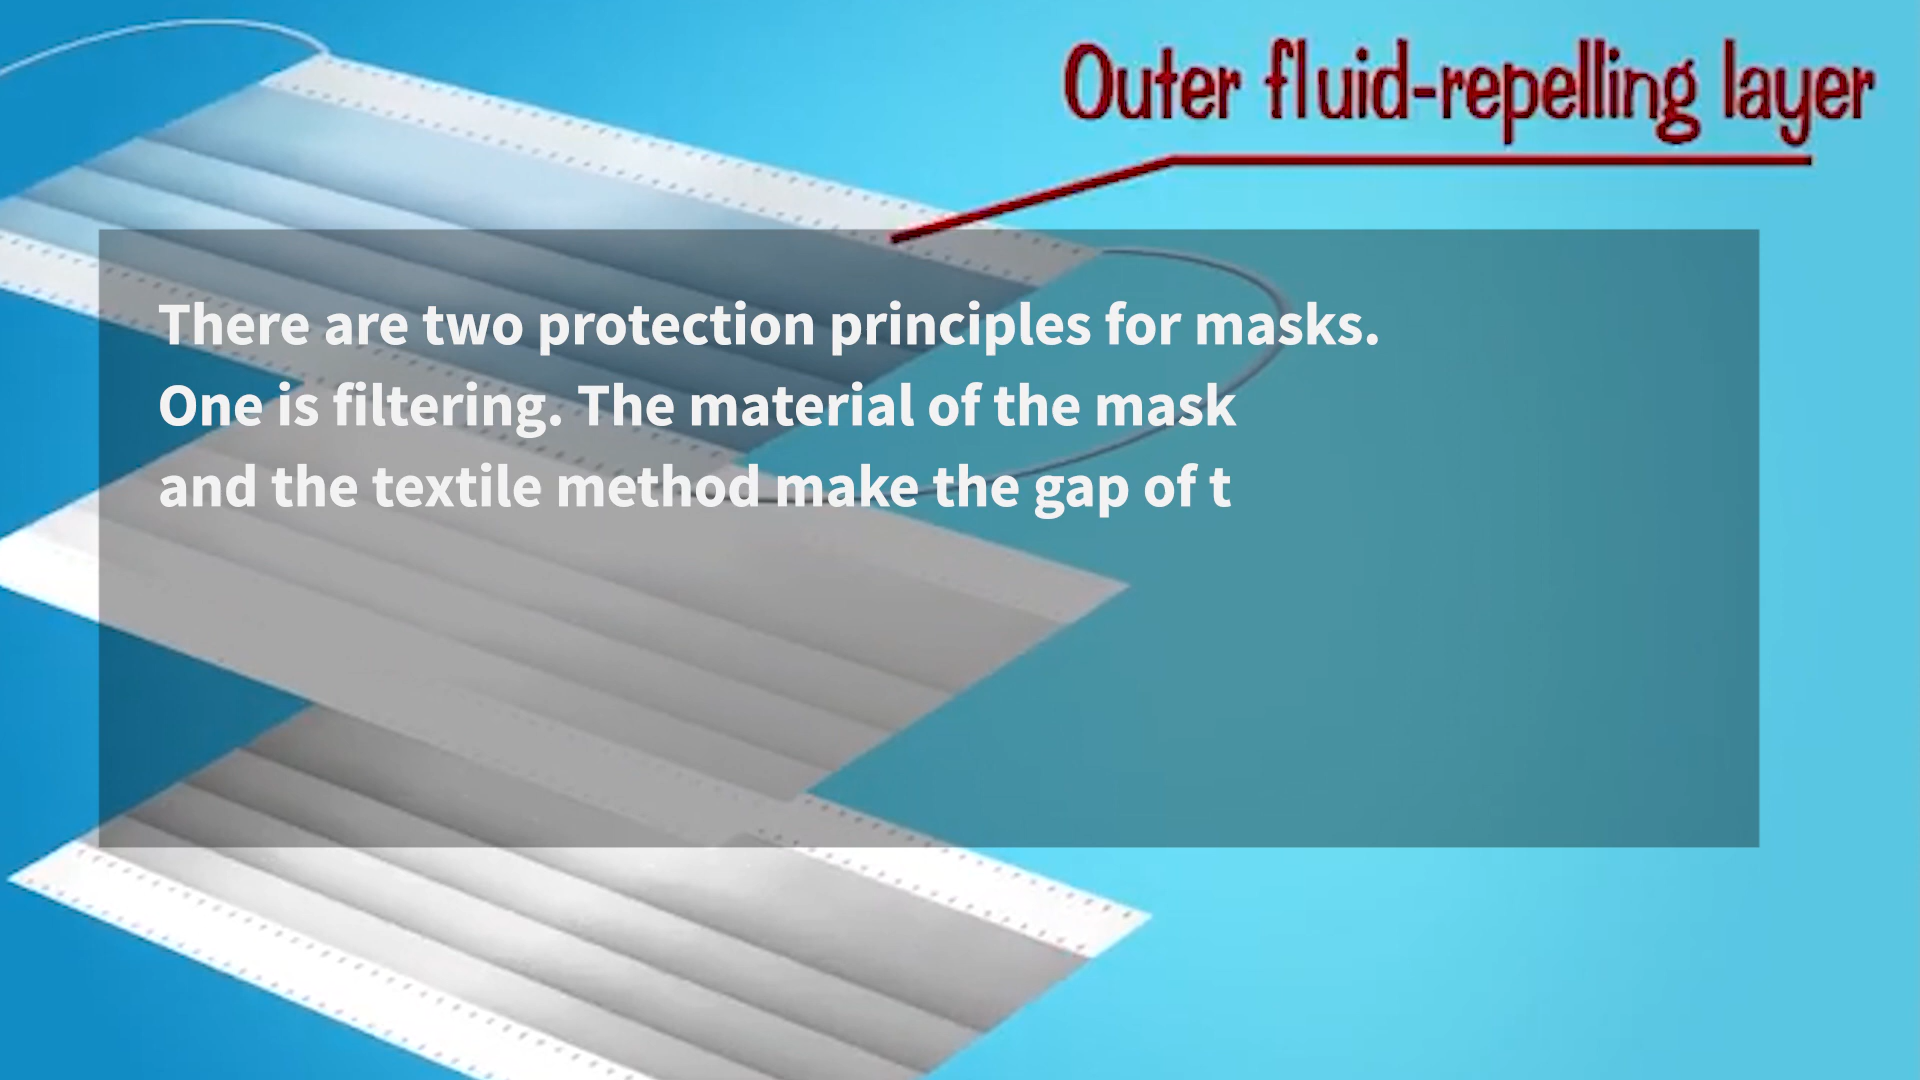 Outer fluid-repelling layer
There are two protection principles for masks.
One is filtering. The material of the mask
and the textile method make the gap of t